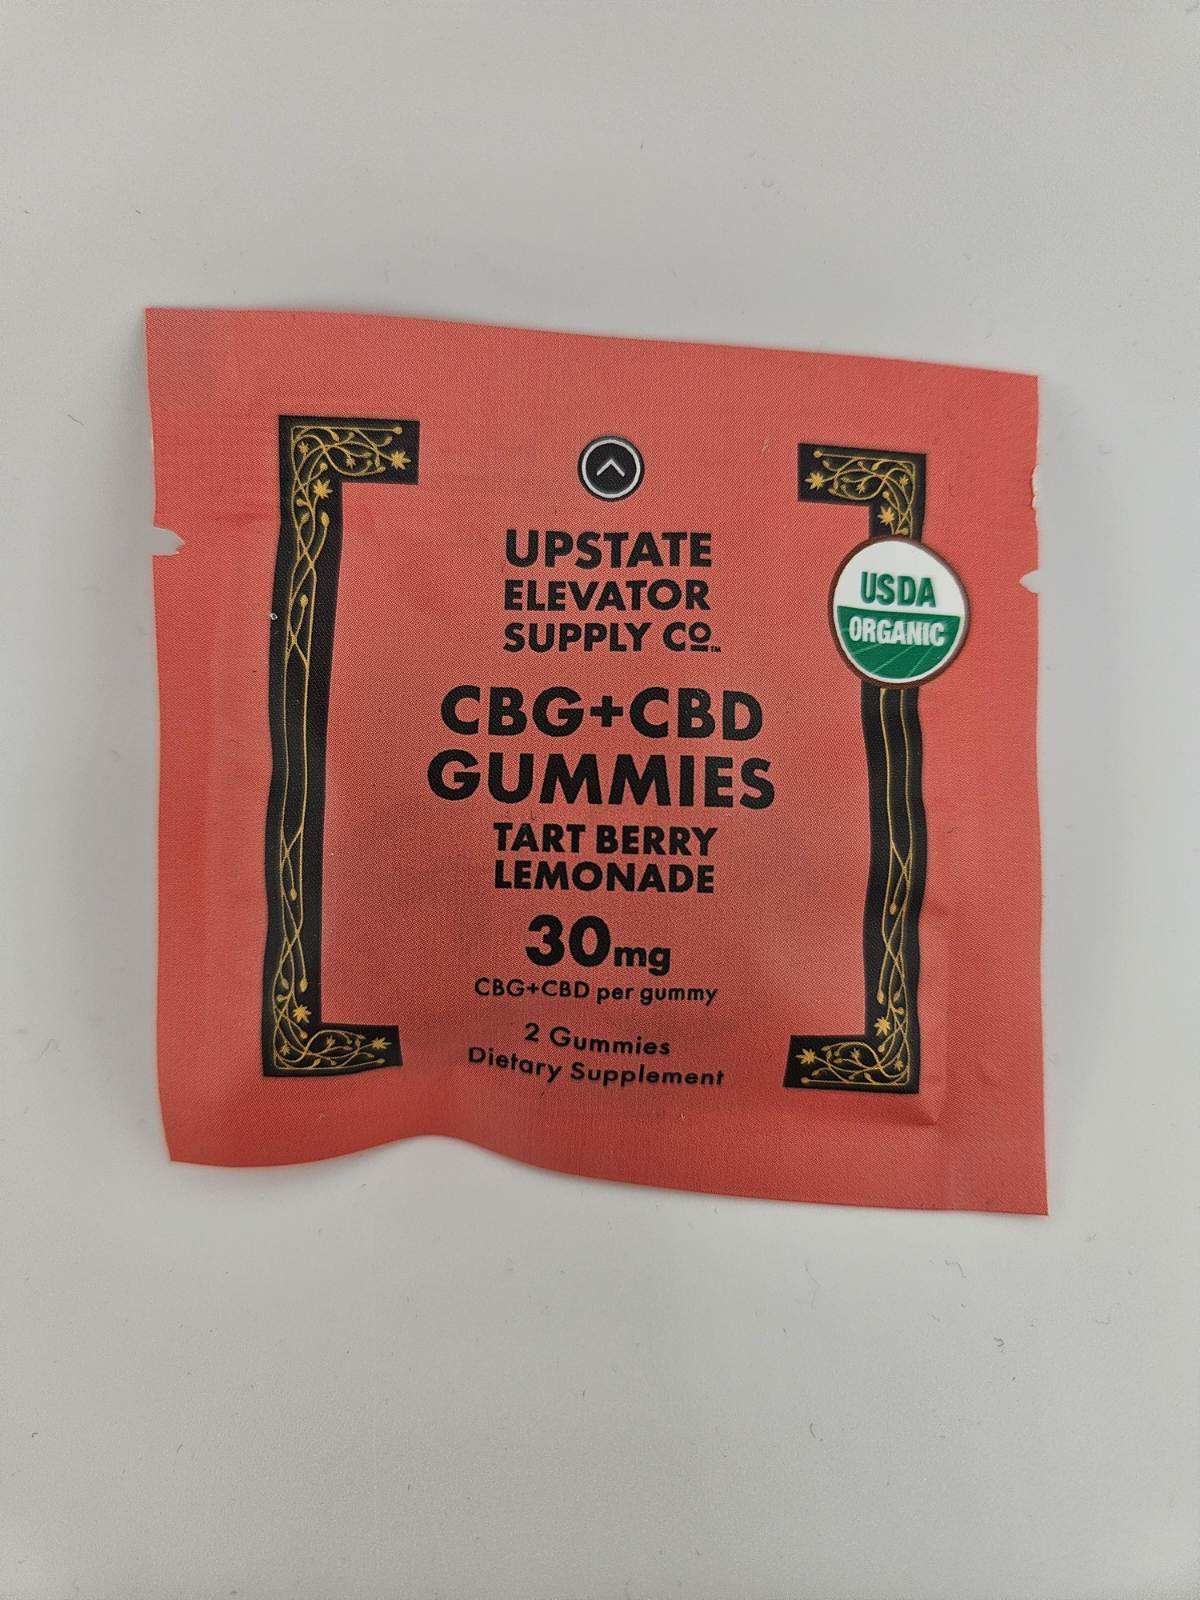 UPSTATE
ELEVATOR
SUPPLY Cº™
USDA
ORGANIC
CBG+CBD
GUMMIES
TART BERRY
LEMONADE
30mg
CBG+CBD per gummy
2 Gummies
Dietary Supplement